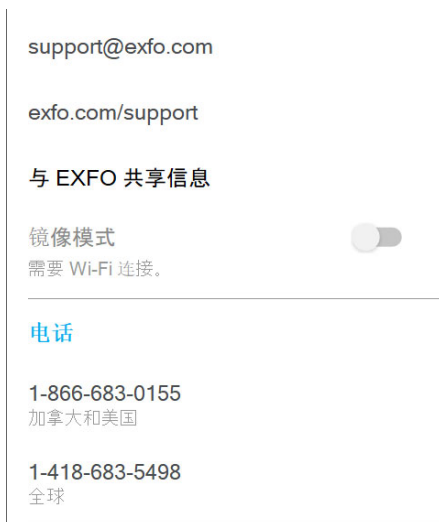 support@exfo.com
exfo.com/support
与 EXFO 共享信息
镜像模式
需要 Wi-Fi 连接。
电话
1-866-683-0155
加拿大和美国
1-418-683-5498
全球